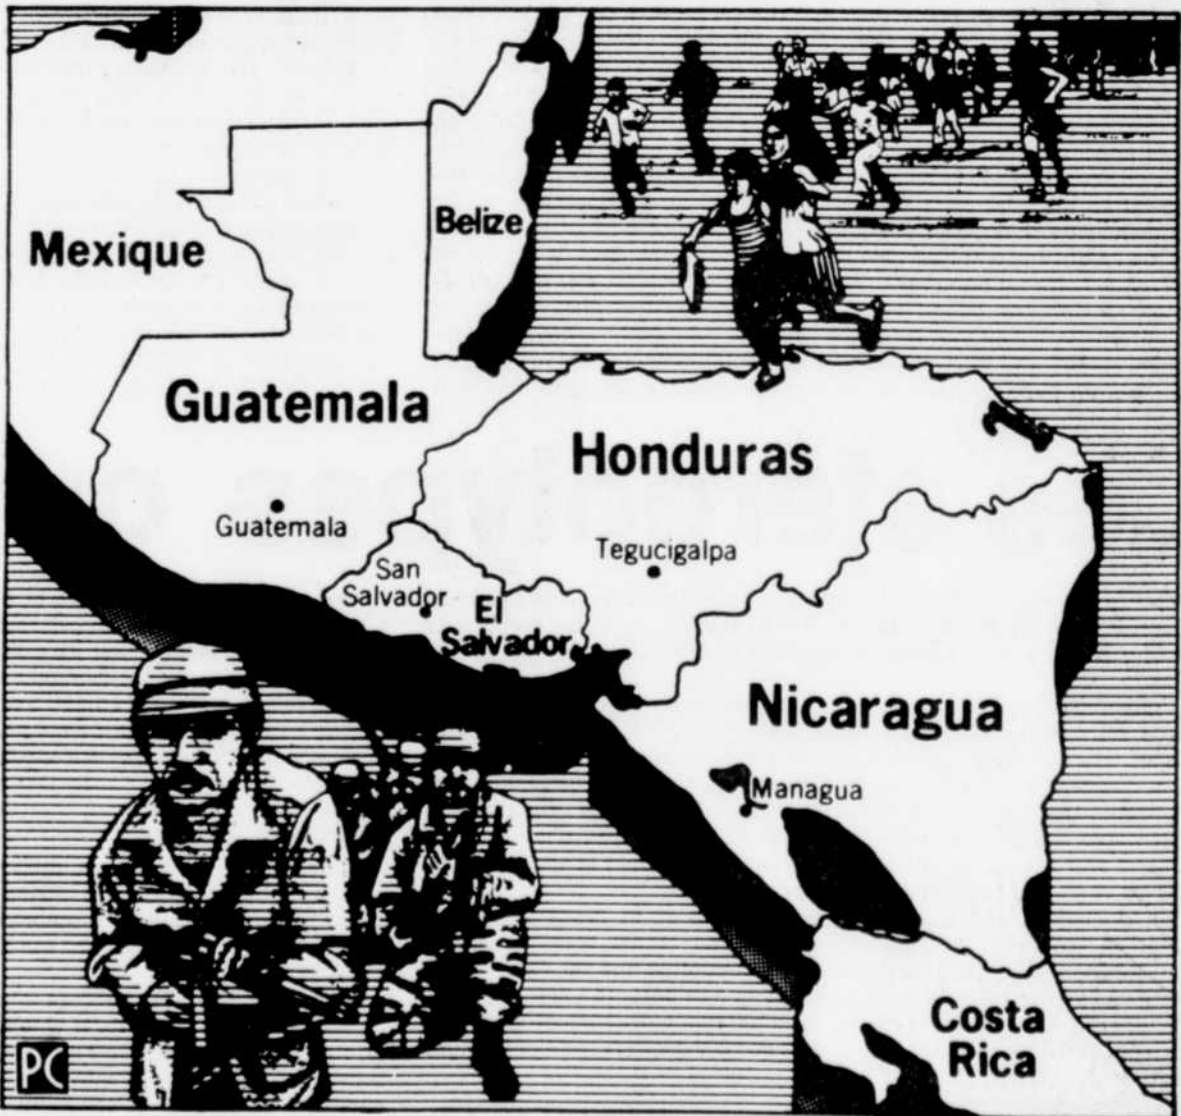 Belize
Mexique
Guatemala
Honduras
Guatemala
Tegucigalpa
San
Salvador
El
Salvador
Nicaragua
Managua
Costa
Rica
PC